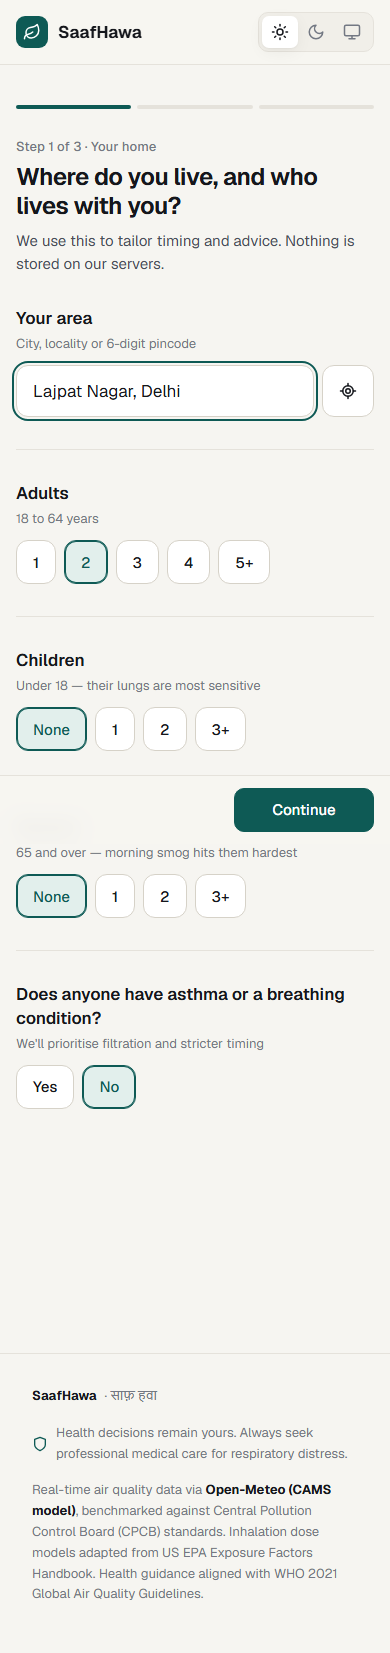 SaafHawa
Step 1 of 3 · Your home
Where do you live, and who
lives with you?
We use this to tailor timing and advice. Nothing is
stored on our servers.
Your area
City, locality or 6-digit pincode
Lajpat Nagar, Delhi
Adults
18 to 64 years
1 2 3 4 5+
Children
Under 18 — their lungs are most sensitive
None 1 2 3+
Continue
65 and over — morning smog hits them hardest
None 1 2 3+
Does anyone have asthma or a breathing
condition?
We'll prioritise filtration and stricter timing
Yes No
SaafHawa · साफ़ हवा
Health decisions remain yours. Always seek
professional medical care for respiratory distress.
Real-time air quality data via Open-Meteo (CAMS
model), benchmarked against Central Pollution
Control Board (CPCB) standards. Inhalation dose
models adapted from US EPA Exposure Factors
Handbook. Health guidance aligned with WHO 2021
Global Air Quality Guidelines.